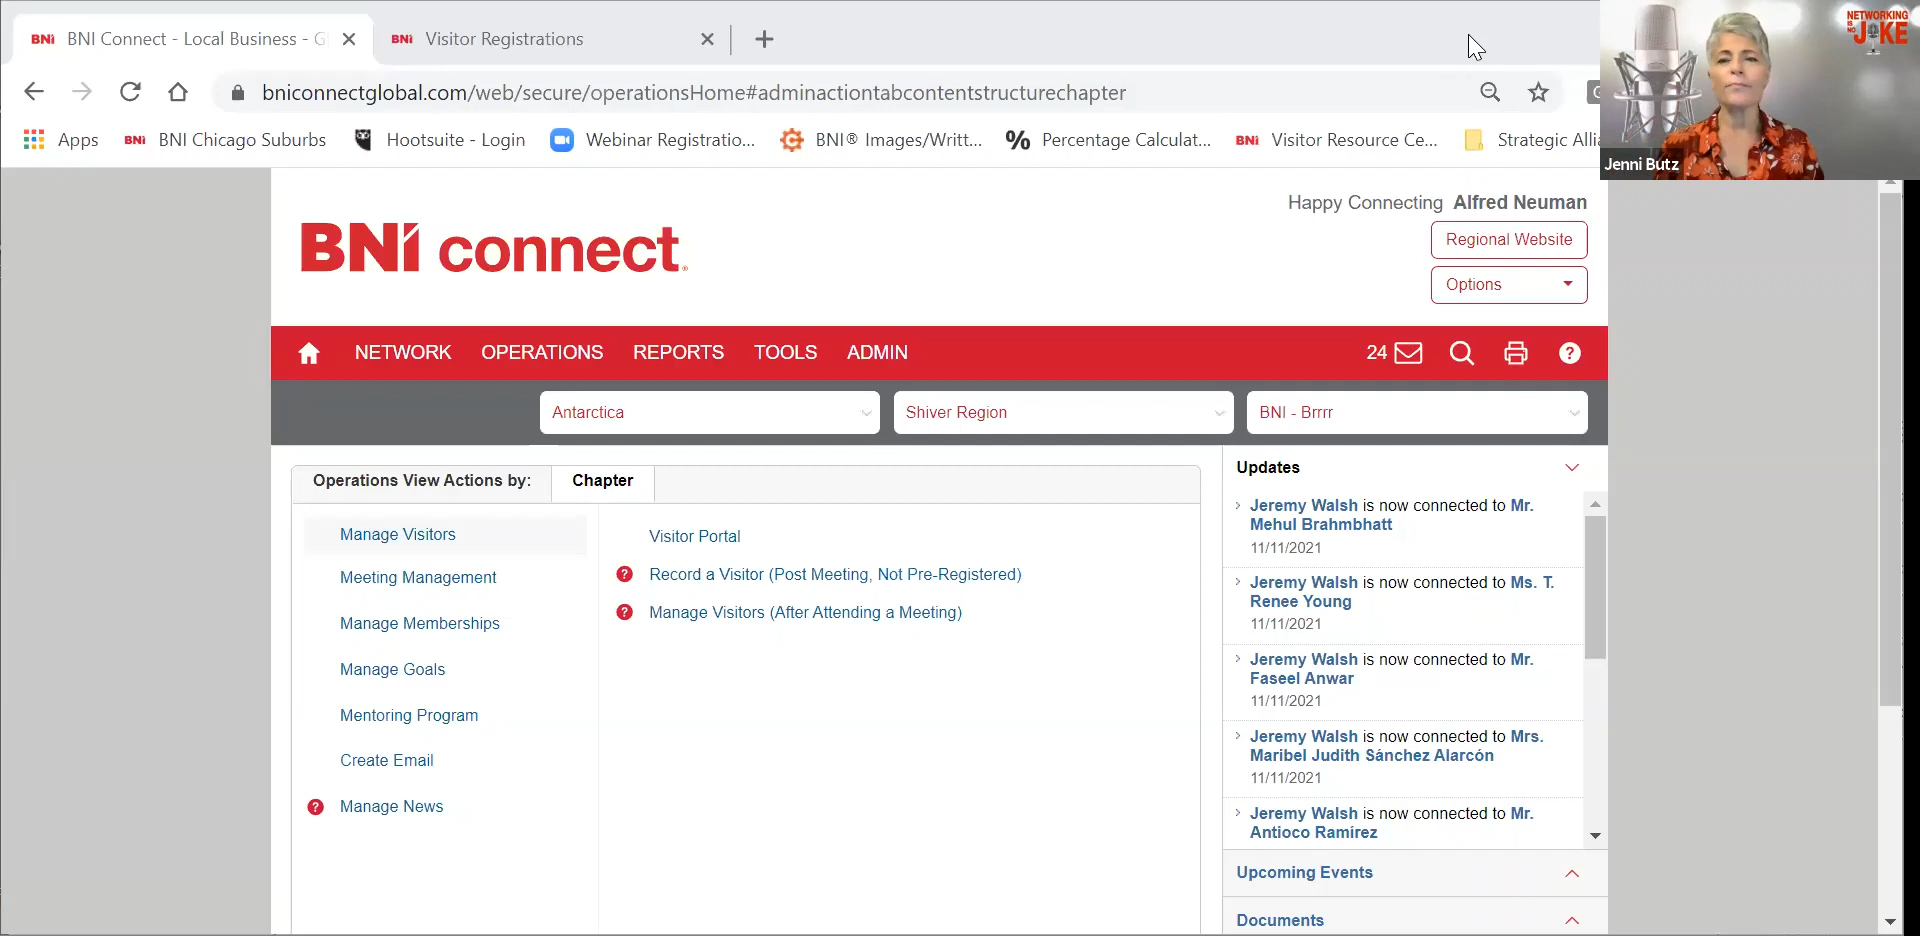 BNI Connect - Local Business - G
Visitor Registrations
bniconnectglobal.com/web/secure/operationsHome#adminactiontabcontentstructurechapter
Apps
BNI
BNI Chicago Suburbs
Hootsuite - Login
Webinar Registratio...
BNI® Images/Writt...
%
Percentage Calculat...
BNI
Visitor Resource Ce...
Strategic Alli
NETWORKING
IS NO
JOKE
Jenni Butz
Happy Connecting Alfred Neuman
BNI connect®
Regional Website
Options
NETWORK
OPERATIONS
REPORTS
TOOLS
ADMIN
24
Antarctica
Shiver Region
BNI - Brrrr
Operations View Actions by:
Chapter
Manage Visitors
Meeting Management
Manage Memberships
Manage Goals
Mentoring Program
Create Email
Manage News
Visitor Portal
Record a Visitor (Post Meeting, Not Pre-Registered)
Manage Visitors (After Attending a Meeting)
Updates
Jeremy Walsh is now connected to Mr.
Mehul Brahmbhatt
11/11/2021
Jeremy Walsh is now connected to Ms. T.
Renee Young
11/11/2021
Jeremy Walsh is now connected to Mr.
Faseel Anwar
11/11/2021
Jeremy Walsh is now connected to Mrs.
Maribel Judith Sánchez Alarcón
11/11/2021
Jeremy Walsh is now connected to Mr.
Antioco Ramírez
Upcoming Events
Documents